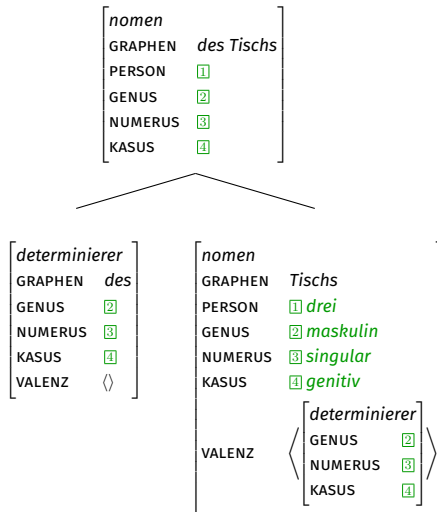 nomen
GRAPHEN des Tischs
PERSON 1
GENUS 2
NUMERUS 3
KASUS 4
determinierer
GRAPHEN des
GENUS 2
NUMERUS 3
KASUS 4
VALENZ ⟨⟩
nomen
GRAPHEN Tischs
PERSON 1 drei
GENUS 2 maskulin
NUMERUS 3 singular
KASUS 4 genitiv
VALENZ
determinierer
GENUS 2
NUMERUS 3
KASUS 4